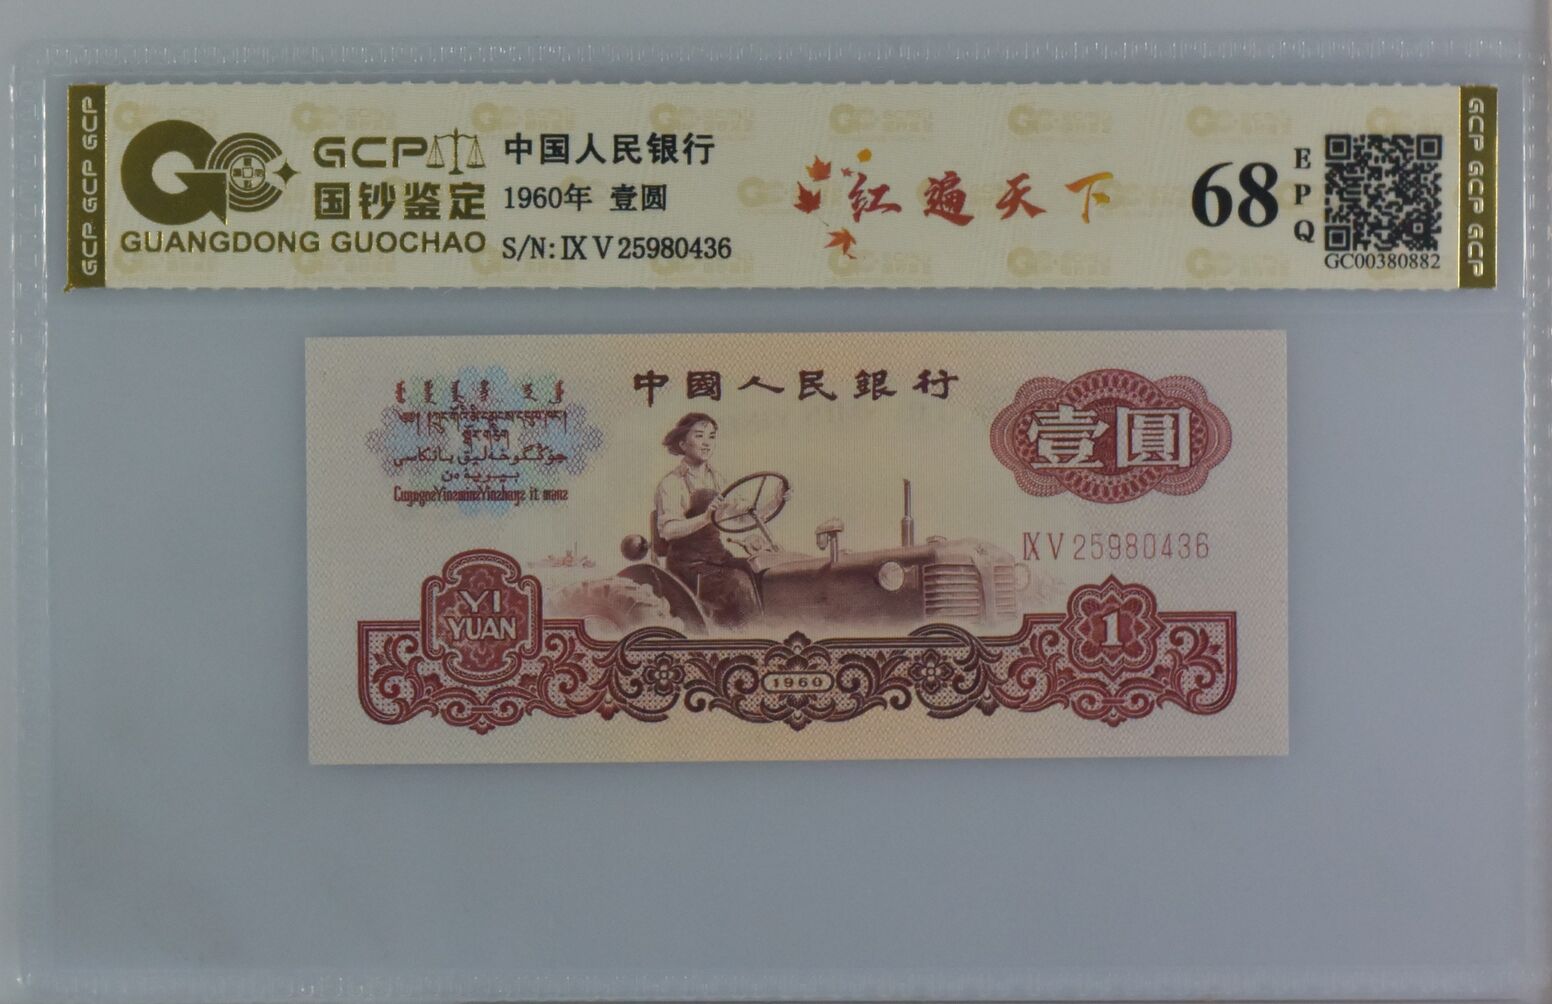 GCP GCP GCP
GCP
国钞鉴定
GUANGDONG GUOCHAO
中国人民银行
1960年 壹圆
S/N: IX V 25980436
红遍天下
68
EPQ
GC00380882
GCP GCP GCP
中國人民銀行
壹圓
IX V 25980436
YI
YUAN
1960
1